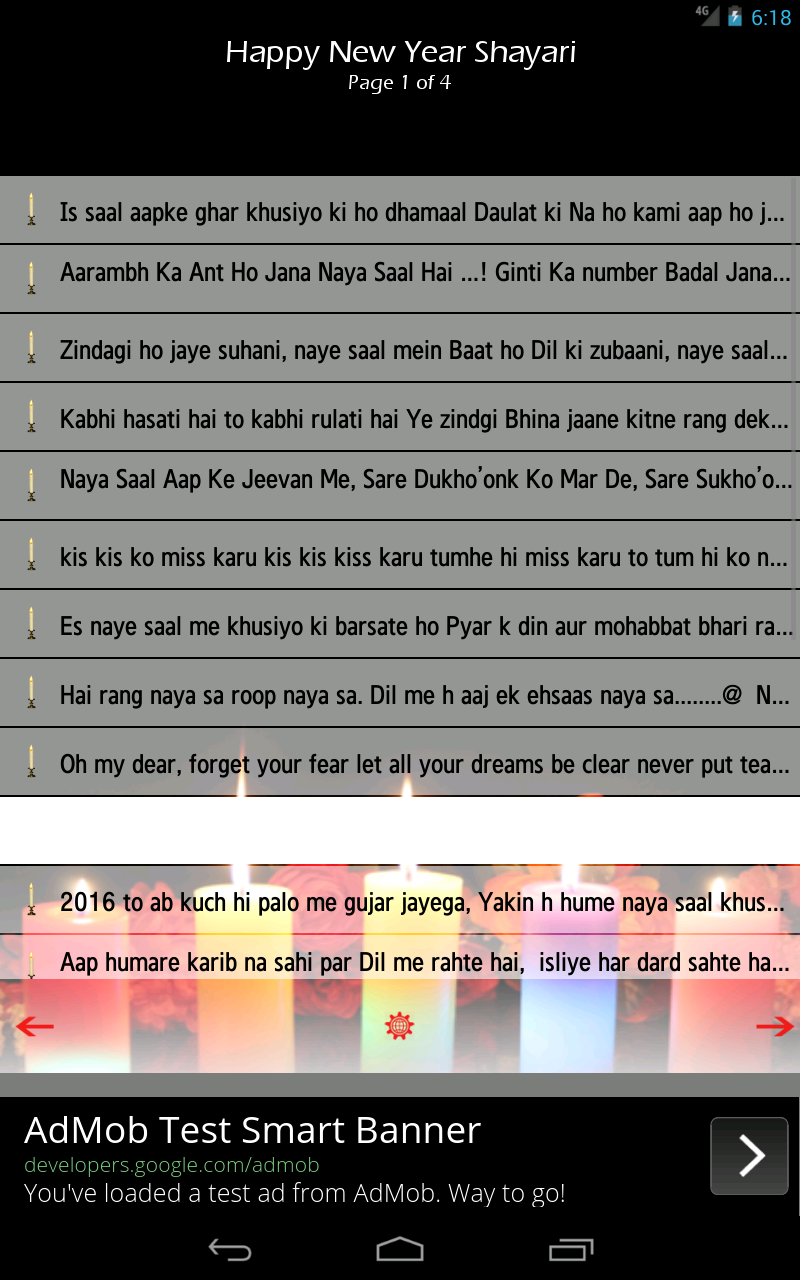 4G 6:18
Happy New Year Shayari
Page 1 of 4
Is saal aapke ghar khusiyo ki ho dhamaal Daulat ki Na ho kami aap ho j...
Aarambh Ka Ant Ho Jana Naya Saal Hai ...! Ginti Ka number Badal Jana...
Zindagi ho jaye suhani, naye saal mein Baat ho Dil ki zubaani, naye saal...
Kabhi hasati hai to kabhi rulati hai Ye zindgi Bhina jaane kitne rang dek...
Naya Saal Aap Ke Jeevan Me, Sare Dukho’onk Ko Mar De, Sare Sukho’o...
kis kis ko miss karu kis kis kiss karu tumhe hi miss karu to tum hi ko n...
Es naye saal me khusiyo ki barsate ho Pyar k din aur mohabbat bhari ra...
Hai rang naya sa roop naya sa. Dil me h aaj ek ehsaas naya sa........@  N...
Oh my dear, forget your fear let all your dreams be clear never put tea...
2016 to ab kuch hi palo me gujar jayega, Yakin h hume naya saal khus...
Aap humare karib na sahi par Dil me rahte hai,  isliye har dard sahte ha...
AdMob Test Smart Banner
developers.google.com/admob
You've loaded a test ad from AdMob. Way to go!